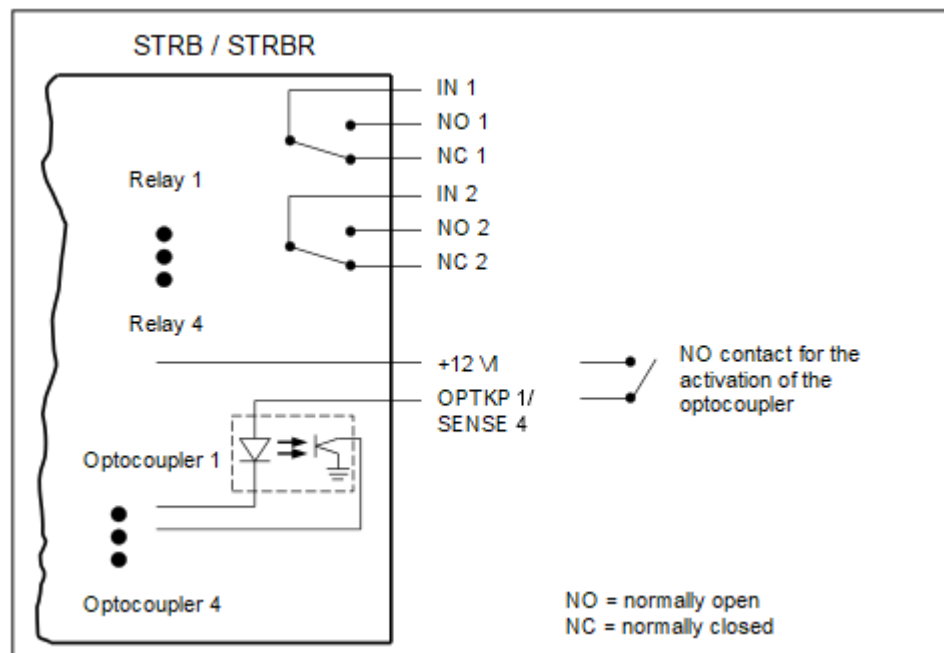 STRB / STRBR
IN 1
NO 1
NC 1
Relay 1
IN 2
NO 2
NC 2
Relay 4
+12 VI
OPTKP 1/
SENSE 4
NO contact for the
activation of the
optocoupler
Optocoupler 1
Optocoupler 4
NO = normally open
NC = normally closed